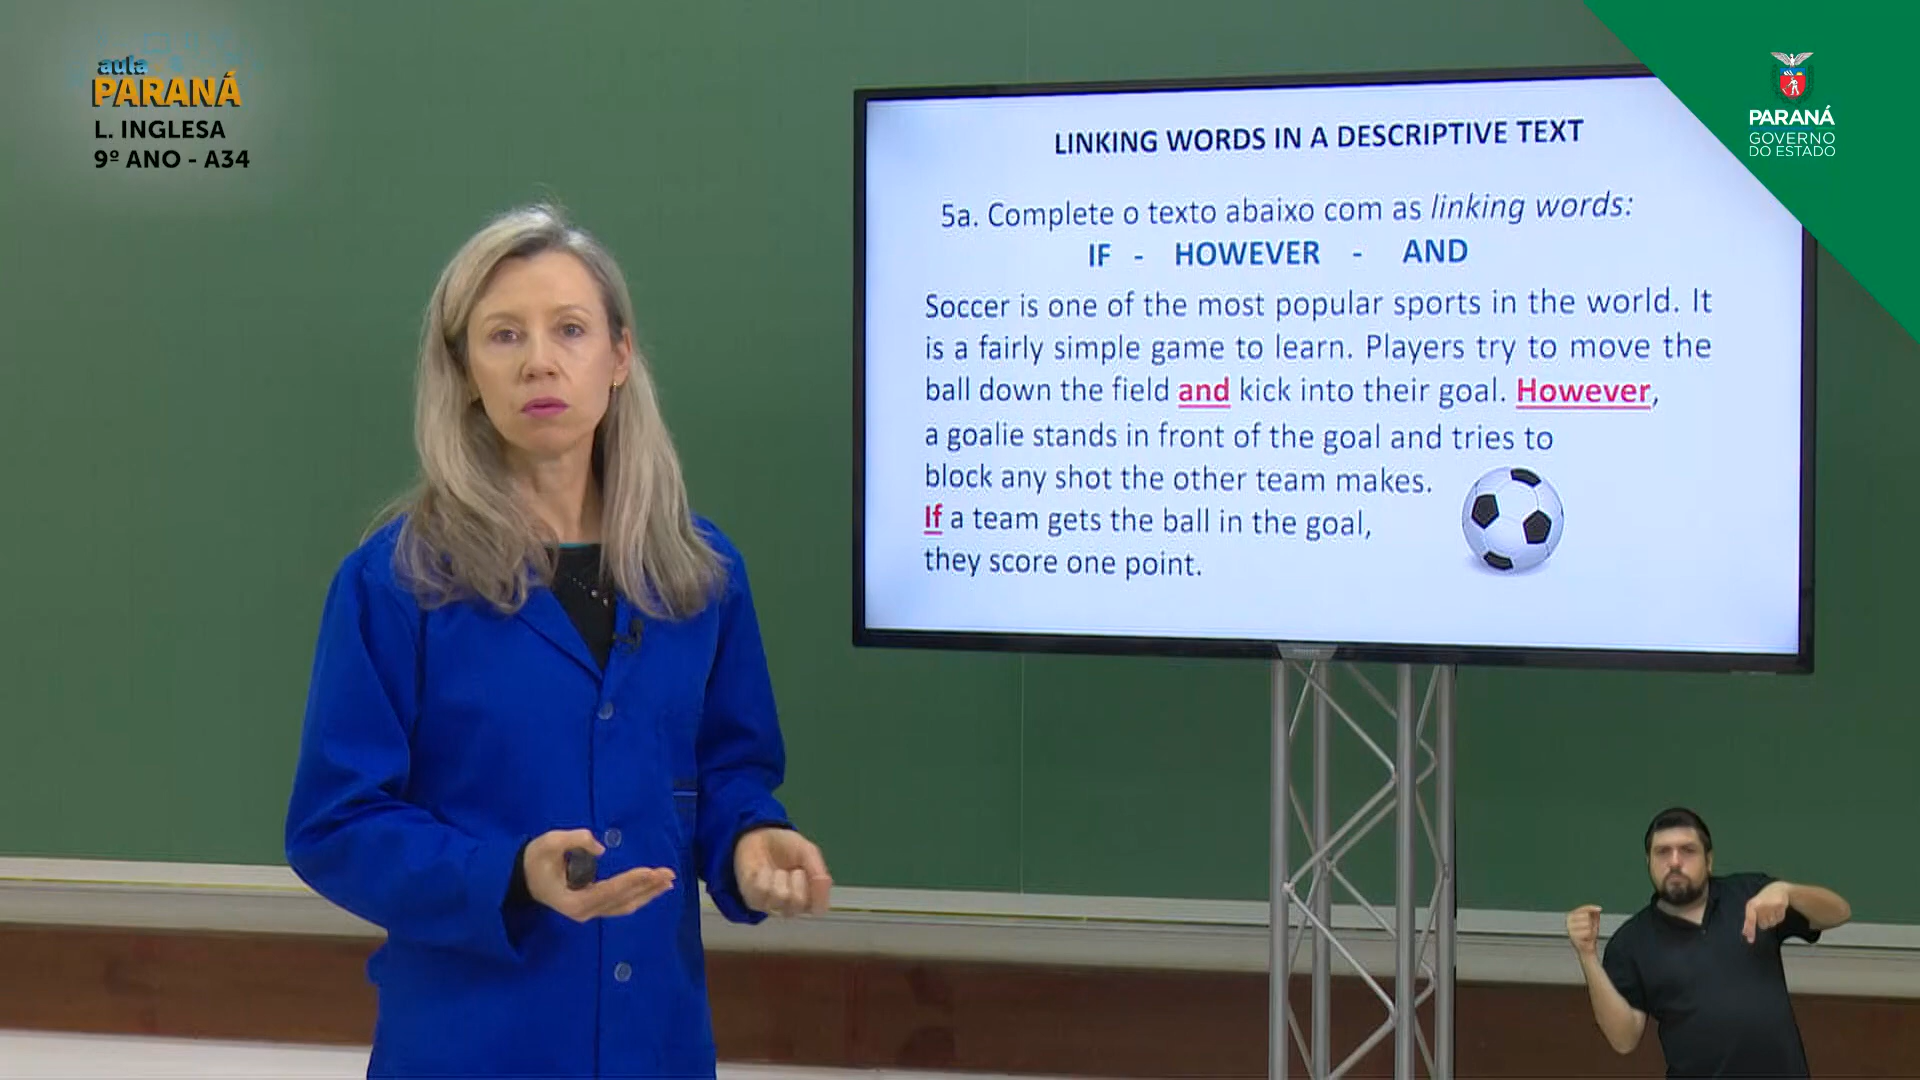 aula
PARANÁ
L. INGLESA
9º ANO - A34
PARANÁ
GOVERNO
DO ESTADO
LINKING WORDS IN A DESCRIPTIVE TEXT
5a. Complete o texto abaixo com as linking words:
IF - HOWEVER - AND
Soccer is one of the most popular sports in the world. It
is a fairly simple game to learn. Players try to move the
ball down the field and kick into their goal. However,
a goalie stands in front of the goal and tries to
block any shot the other team makes.
If a team gets the ball in the goal,
they score one point.